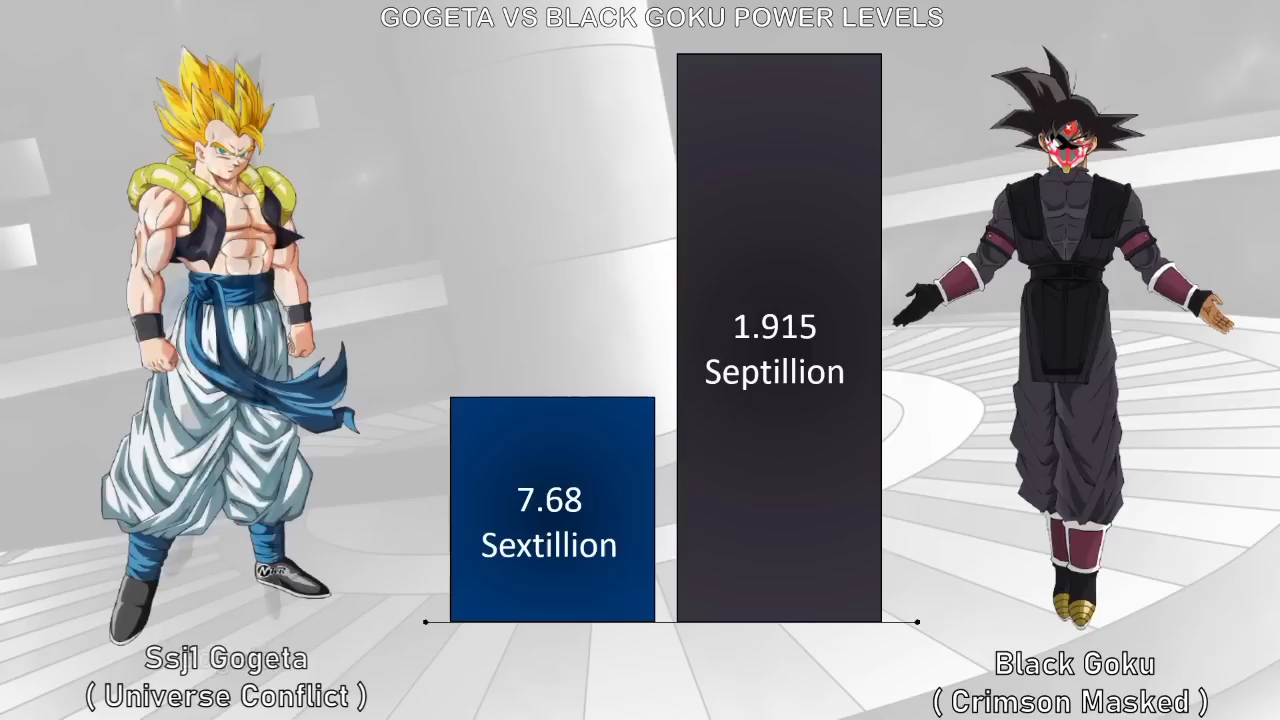 GOGETA VS BLACK GOKU POWER LEVELS
1.915
Septillion
7.68
Sextillion
Ssj1 Gogeta
( Universe Conflict )
Black Goku
( Crimson Masked )